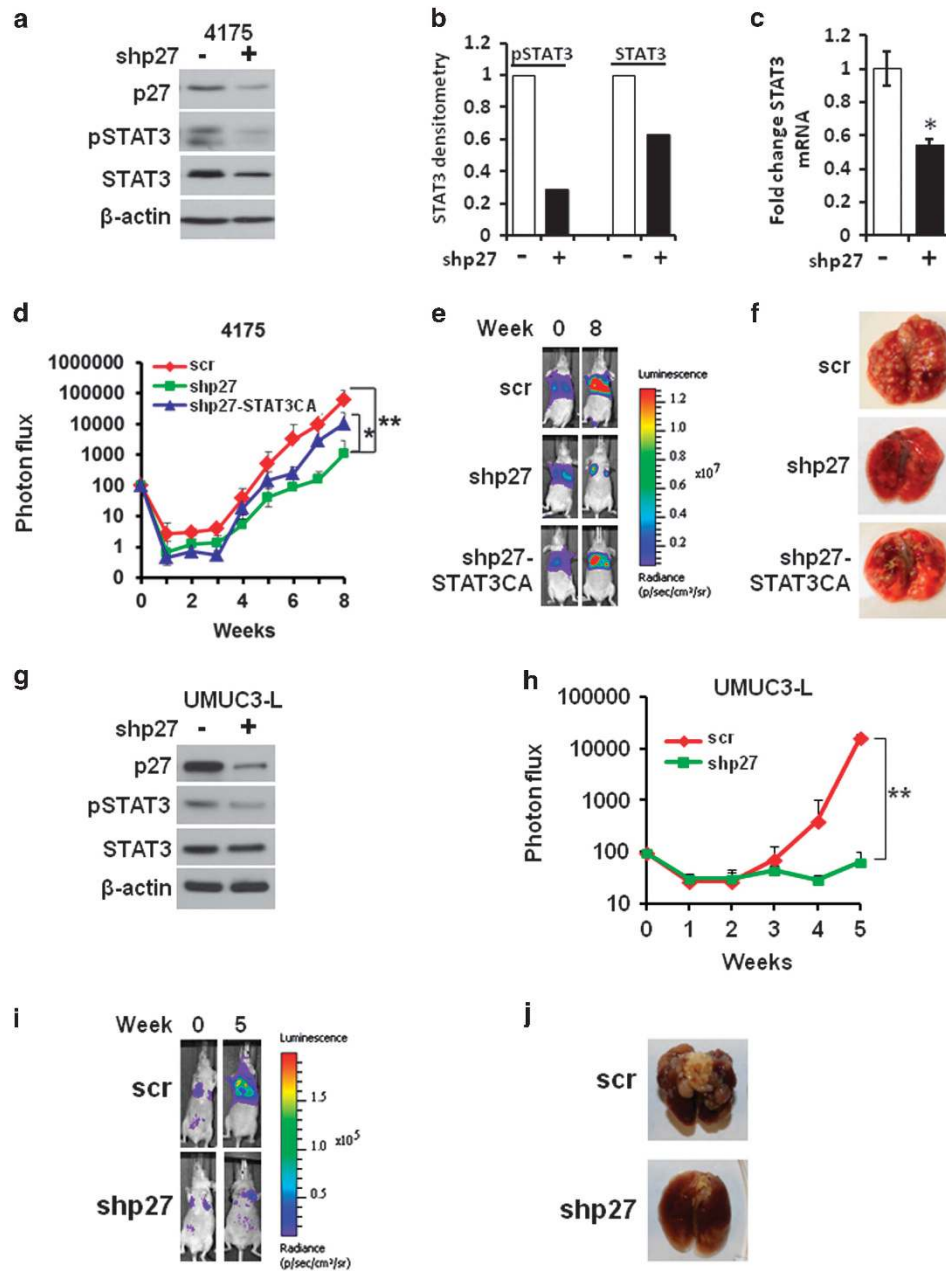 a
4175
shp27 - +
p27
pSTAT3
STAT3
β-actin
b
STAT3 densitometry
1.2
1
0.8
0.6
0.4
0.2
0
pSTAT3 STAT3
shp27 - + - +
c
Fold change STAT3
mRNA
1.2
1
0.8
0.6
0.4
0.2
0
*
shp27 - +
d
4175
Photon flux
1000000
100000
10000
1000
100
10
1
0
scr
shp27
shp27-STAT3CA
* **
0 2 4 6 8
Weeks
e
Week 0 8
scr
shp27
shp27-
STAT3CA
Luminescence
1.2
1.0
0.8
0.6
0.4
0.2
x10⁷
Radiance
(p/sec/cm²/sr)
f
scr
shp27
shp27-
STAT3CA
g
UMUC3-L
shp27 - +
p27
pSTAT3
STAT3
β-actin
h
UMUC3-L
Photon flux
100000
10000
1000
100
10
scr
shp27
**
0 1 2 3 4 5
Weeks
i
Week 0 5
scr
shp27
Luminescence
1.5
1.0
0.5
x10⁵
Radiance
(p/sec/cm²/sr)
j
scr
shp27